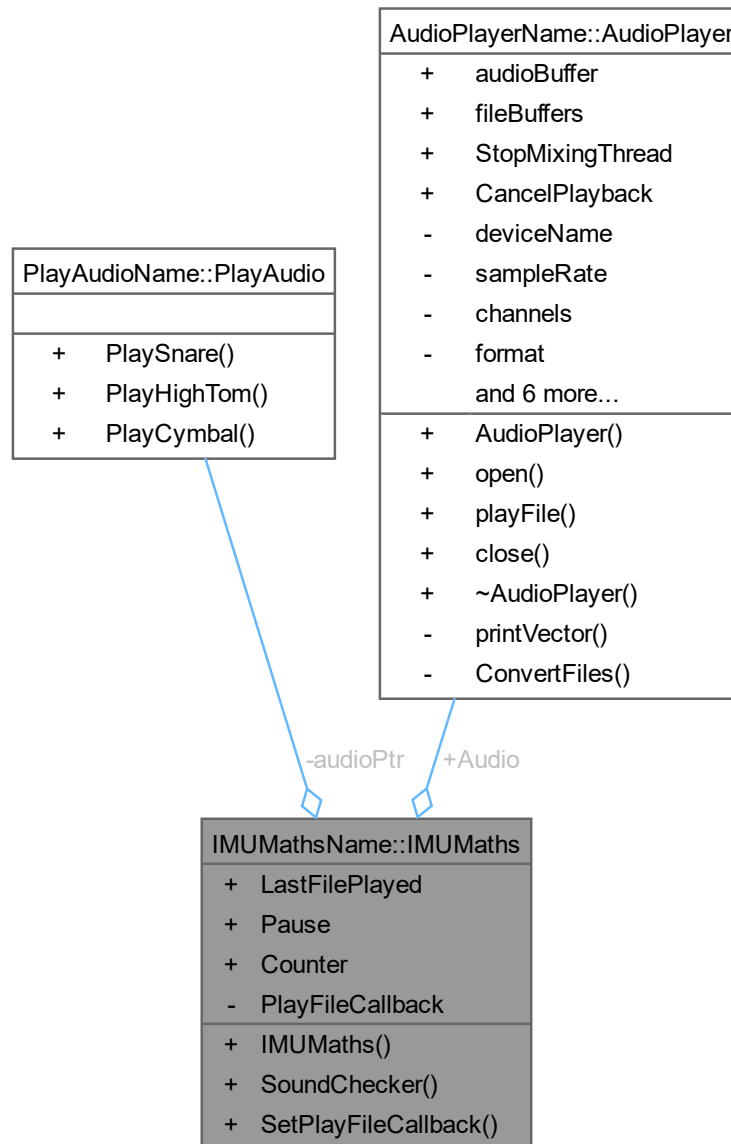 AudioPlayerName::AudioPlayer
+ audioBuffer
+ fileBuffers
+ StopMixingThread
+ CancelPlayback
- deviceName
- sampleRate
- channels
- format
and 6 more...
+ AudioPlayer()
+ open()
+ playFile()
+ close()
+ ~AudioPlayer()
- printVector()
- ConvertFiles()
PlayAudioName::PlayAudio
+ PlaySnare()
+ PlayHighTom()
+ PlayCymbal()
-audioPtr
+Audio
IMUMathsName::IMUMaths
+ LastFilePlayed
+ Pause
+ Counter
- PlayFileCallback
+ IMUMaths()
+ SoundChecker()
+ SetPlayFileCallback()